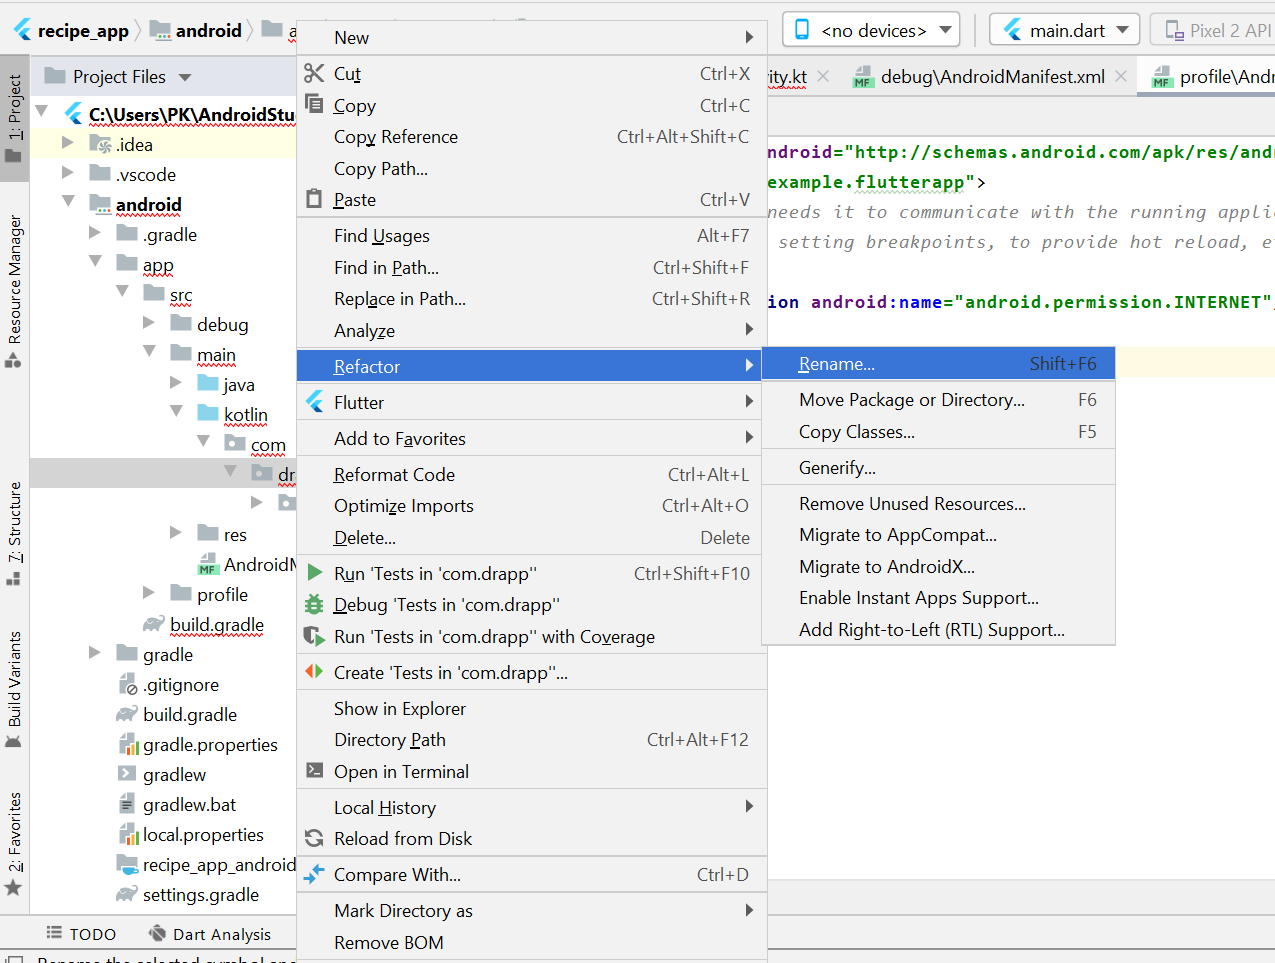 recipe_app
android
a
<no devices>
main.dart
Pixel 2 API
1: Project
Resource Manager
7: Structure
Build Variants
2: Favorites
Project Files
C:\Users\PK\AndroidStu
.idea
.vscode
android
.gradle
app
src
debug
main
java
kotlin
com
dra
res
AndroidM
profile
build.gradle
gradle
.gitignore
build.gradle
gradle.properties
gradlew
gradlew.bat
local.properties
recipe_app_android
settings.gradle
New
Cut Ctrl+X
Copy Ctrl+C
Copy Reference Ctrl+Alt+Shift+C
Copy Path...
Paste Ctrl+V
Find Usages Alt+F7
Find in Path... Ctrl+Shift+F
Replace in Path... Ctrl+Shift+R
Analyze
Refactor
Flutter
Add to Favorites
Reformat Code Ctrl+Alt+L
Optimize Imports Ctrl+Alt+O
Delete... Delete
Run 'Tests in 'com.drapp'' Ctrl+Shift+F10
Debug 'Tests in 'com.drapp''
Run 'Tests in 'com.drapp'' with Coverage
Create 'Tests in 'com.drapp''...
Show in Explorer
Directory Path Ctrl+Alt+F12
Open in Terminal
Local History
Reload from Disk
Compare With... Ctrl+D
Mark Directory as
Remove BOM
Rename... Shift+F6
Move Package or Directory... F6
Copy Classes... F5
Generify...
Remove Unused Resources...
Migrate to AppCompat...
Migrate to AndroidX...
Enable Instant Apps Support...
Add Right-to-Left (RTL) Support...
vity.kt
MF debug\AndroidManifest.xml
MF profile\Andr
ndroid="http://schemas.android.com/apk/res/and
example.flutterapp">
needs it to communicate with the running applic
setting breakpoints, to provide hot reload, e
ion android:name="android.permission.INTERNET"
MF
TODO
Dart Analysis